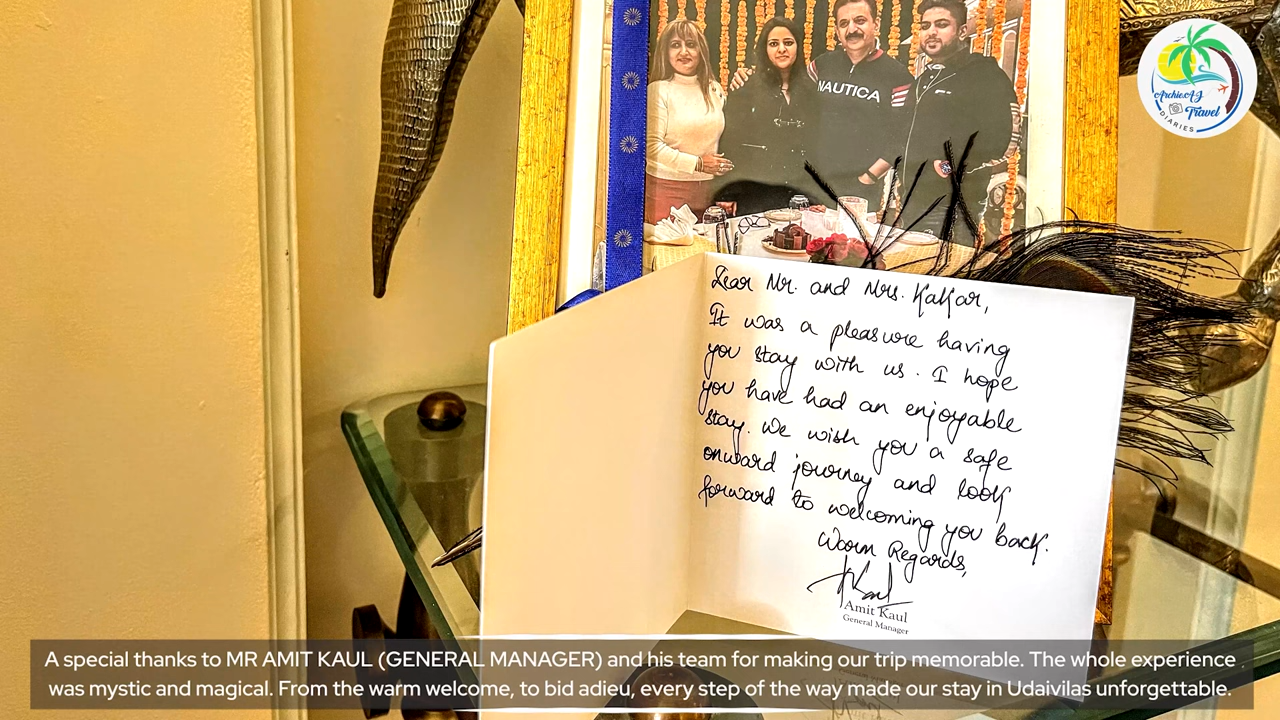 NAUTICA
Archie.A.J
Travel
DIARIES
Dear Mr. and Mrs. Kakkar,
It was a pleasure having
you stay with us. I hope
you have had an enjoyable
stay. We wish you a safe
onward journey and look
forward to welcoming you back.
Warm Regards,
AKaul
Amit Kaul
General Manager
A special thanks to MR AMIT KAUL (GENERAL MANAGER) and his team for making our trip memorable. The whole experience
was mystic and magical. From the warm welcome, to bid adieu, every step of the way made our stay in Udaivilas unforgettable.